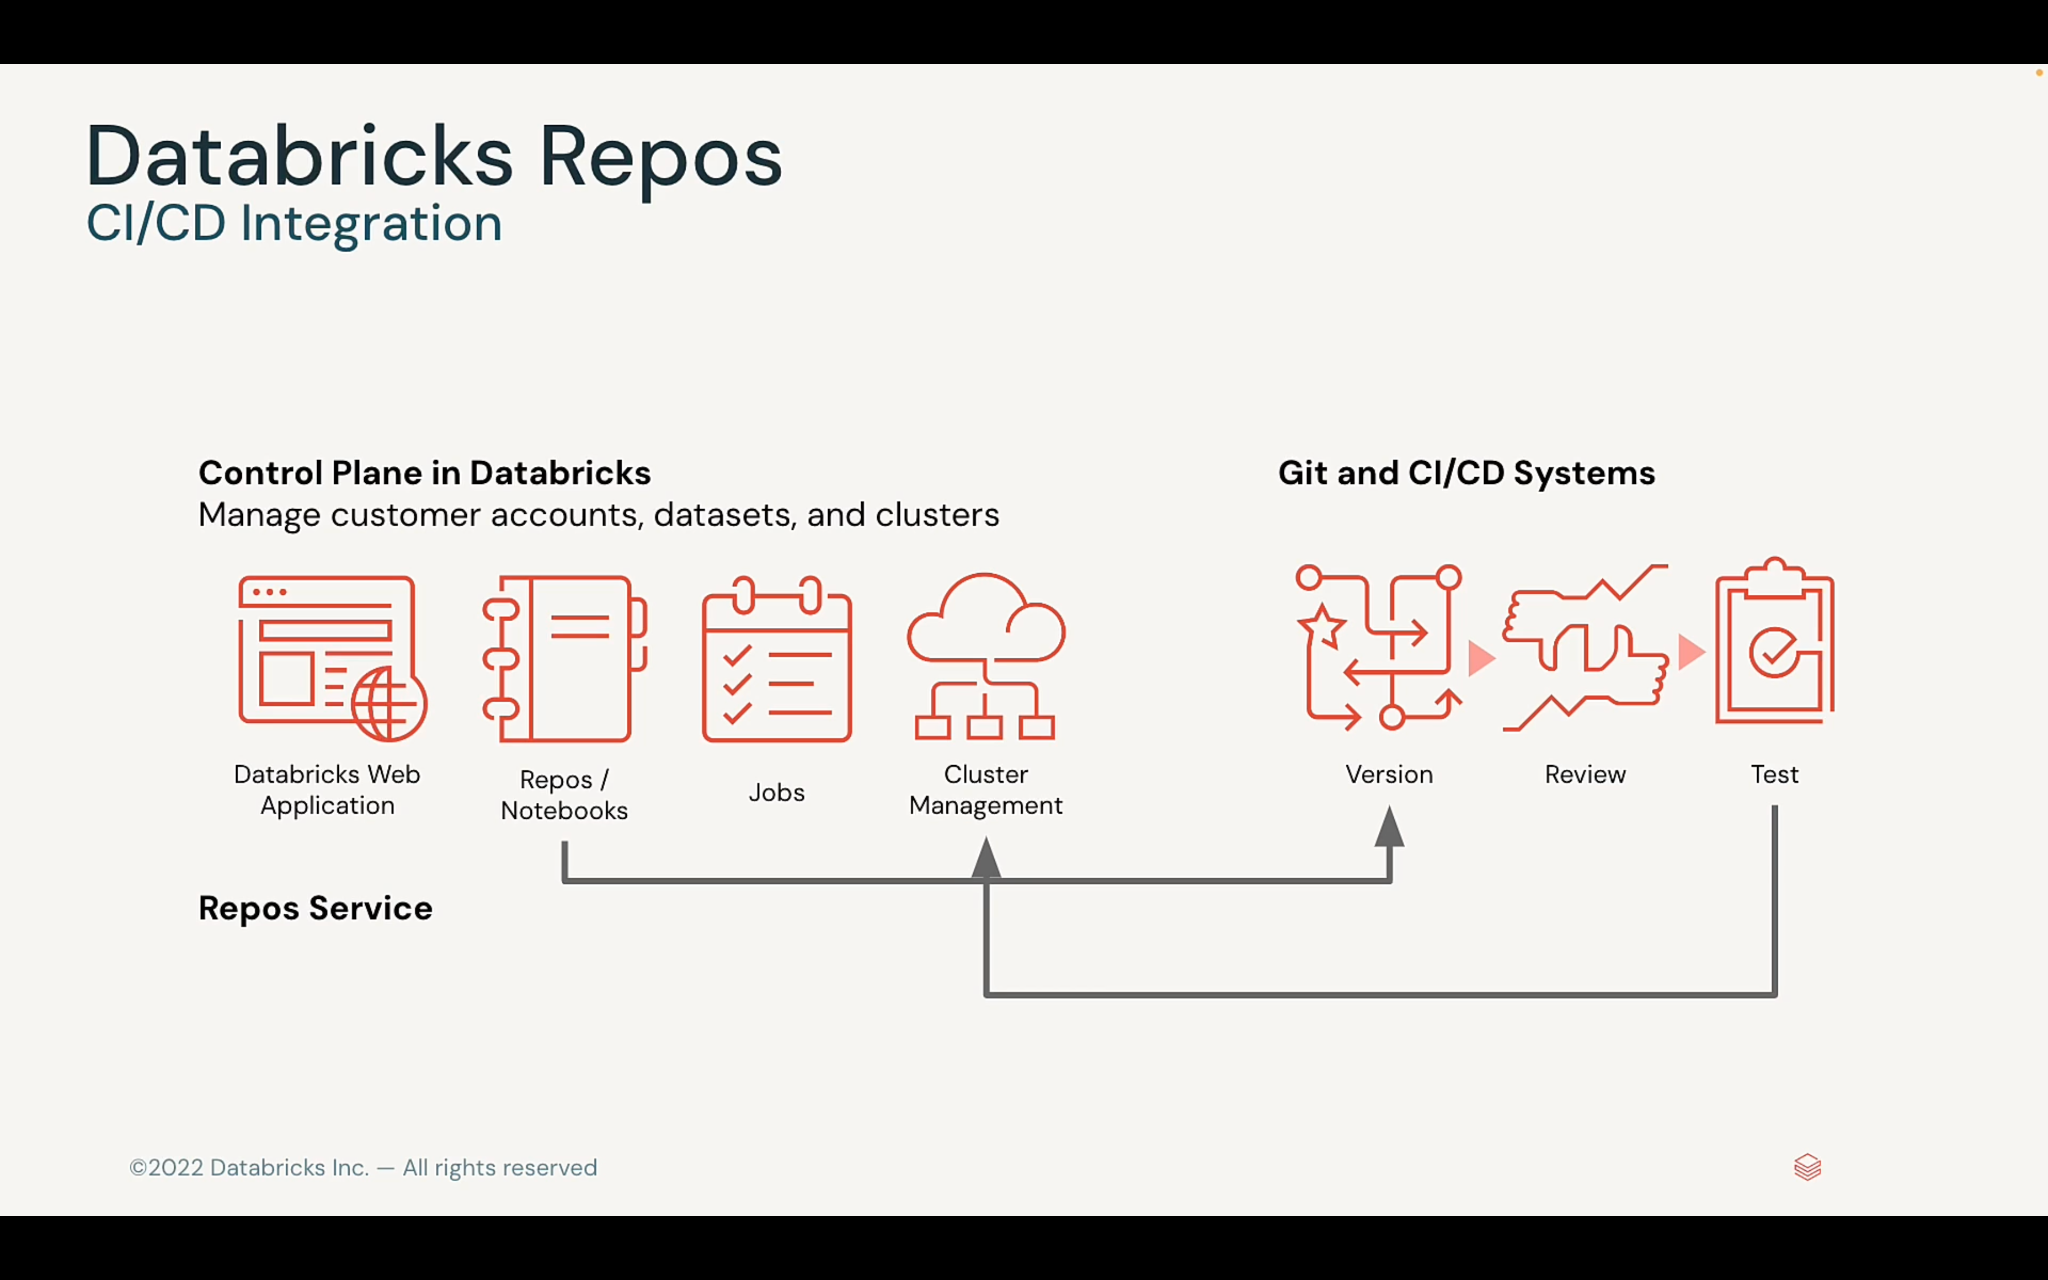 Databricks Repos
CI/CD Integration
Control Plane in Databricks
Manage customer accounts, datasets, and clusters
Git and CI/CD Systems
Databricks Web
Application
Repos /
Notebooks
Jobs
Cluster
Management
Version
Review
Test
Repos Service
©2022 Databricks Inc. — All rights reserved